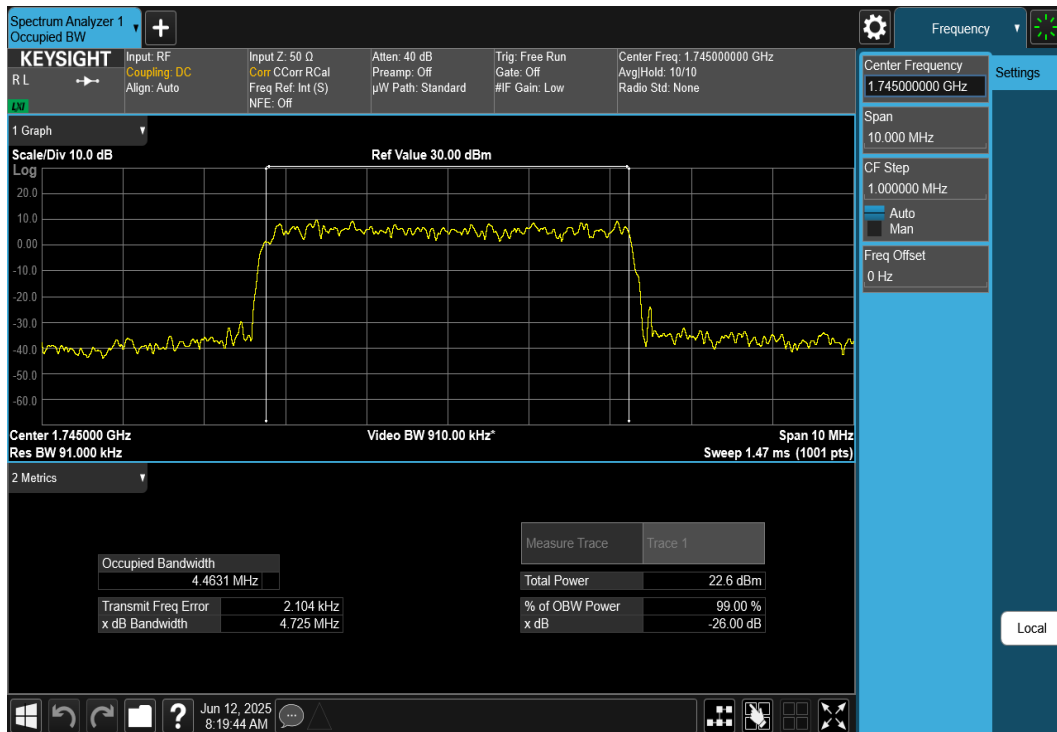 Spectrum Analyzer 1
Occupied BW
Frequency
KEYSIGHT
R L
LXI
Input: RF
Coupling: DC
Align: Auto
Input Z: 50 Ω
Corr CCorr RCal
Freq Ref: Int (S)
NFE: Off
Atten: 40 dB
Preamp: Off
µW Path: Standard
Trig: Free Run
Gate: Off
#IF Gain: Low
Center Freq: 1.745000000 GHz
Avg|Hold: 10/10
Radio Std: None
Center Frequency
1.745000000 GHz
Settings
Span
10.000 MHz
CF Step
1.000000 MHz
Auto
Man
Freq Offset
0 Hz
Local
1 Graph
Scale/Div 10.0 dB
Ref Value 30.00 dBm
Log
20.0
10.0
0.00
-10.0
-20.0
-30.0
-40.0
-50.0
-60.0
Center 1.745000 GHz
Video BW 910.00 kHz*
Span 10 MHz
Res BW 91.000 kHz
Sweep 1.47 ms (1001 pts)
2 Metrics
Measure Trace
Trace 1
Occupied Bandwidth
4.4631 MHz
Total Power
22.6 dBm
Transmit Freq Error
2.104 kHz
% of OBW Power
99.00 %
x dB Bandwidth
4.725 MHz
x dB
-26.00 dB
?
Jun 12, 2025
8:19:44 AM